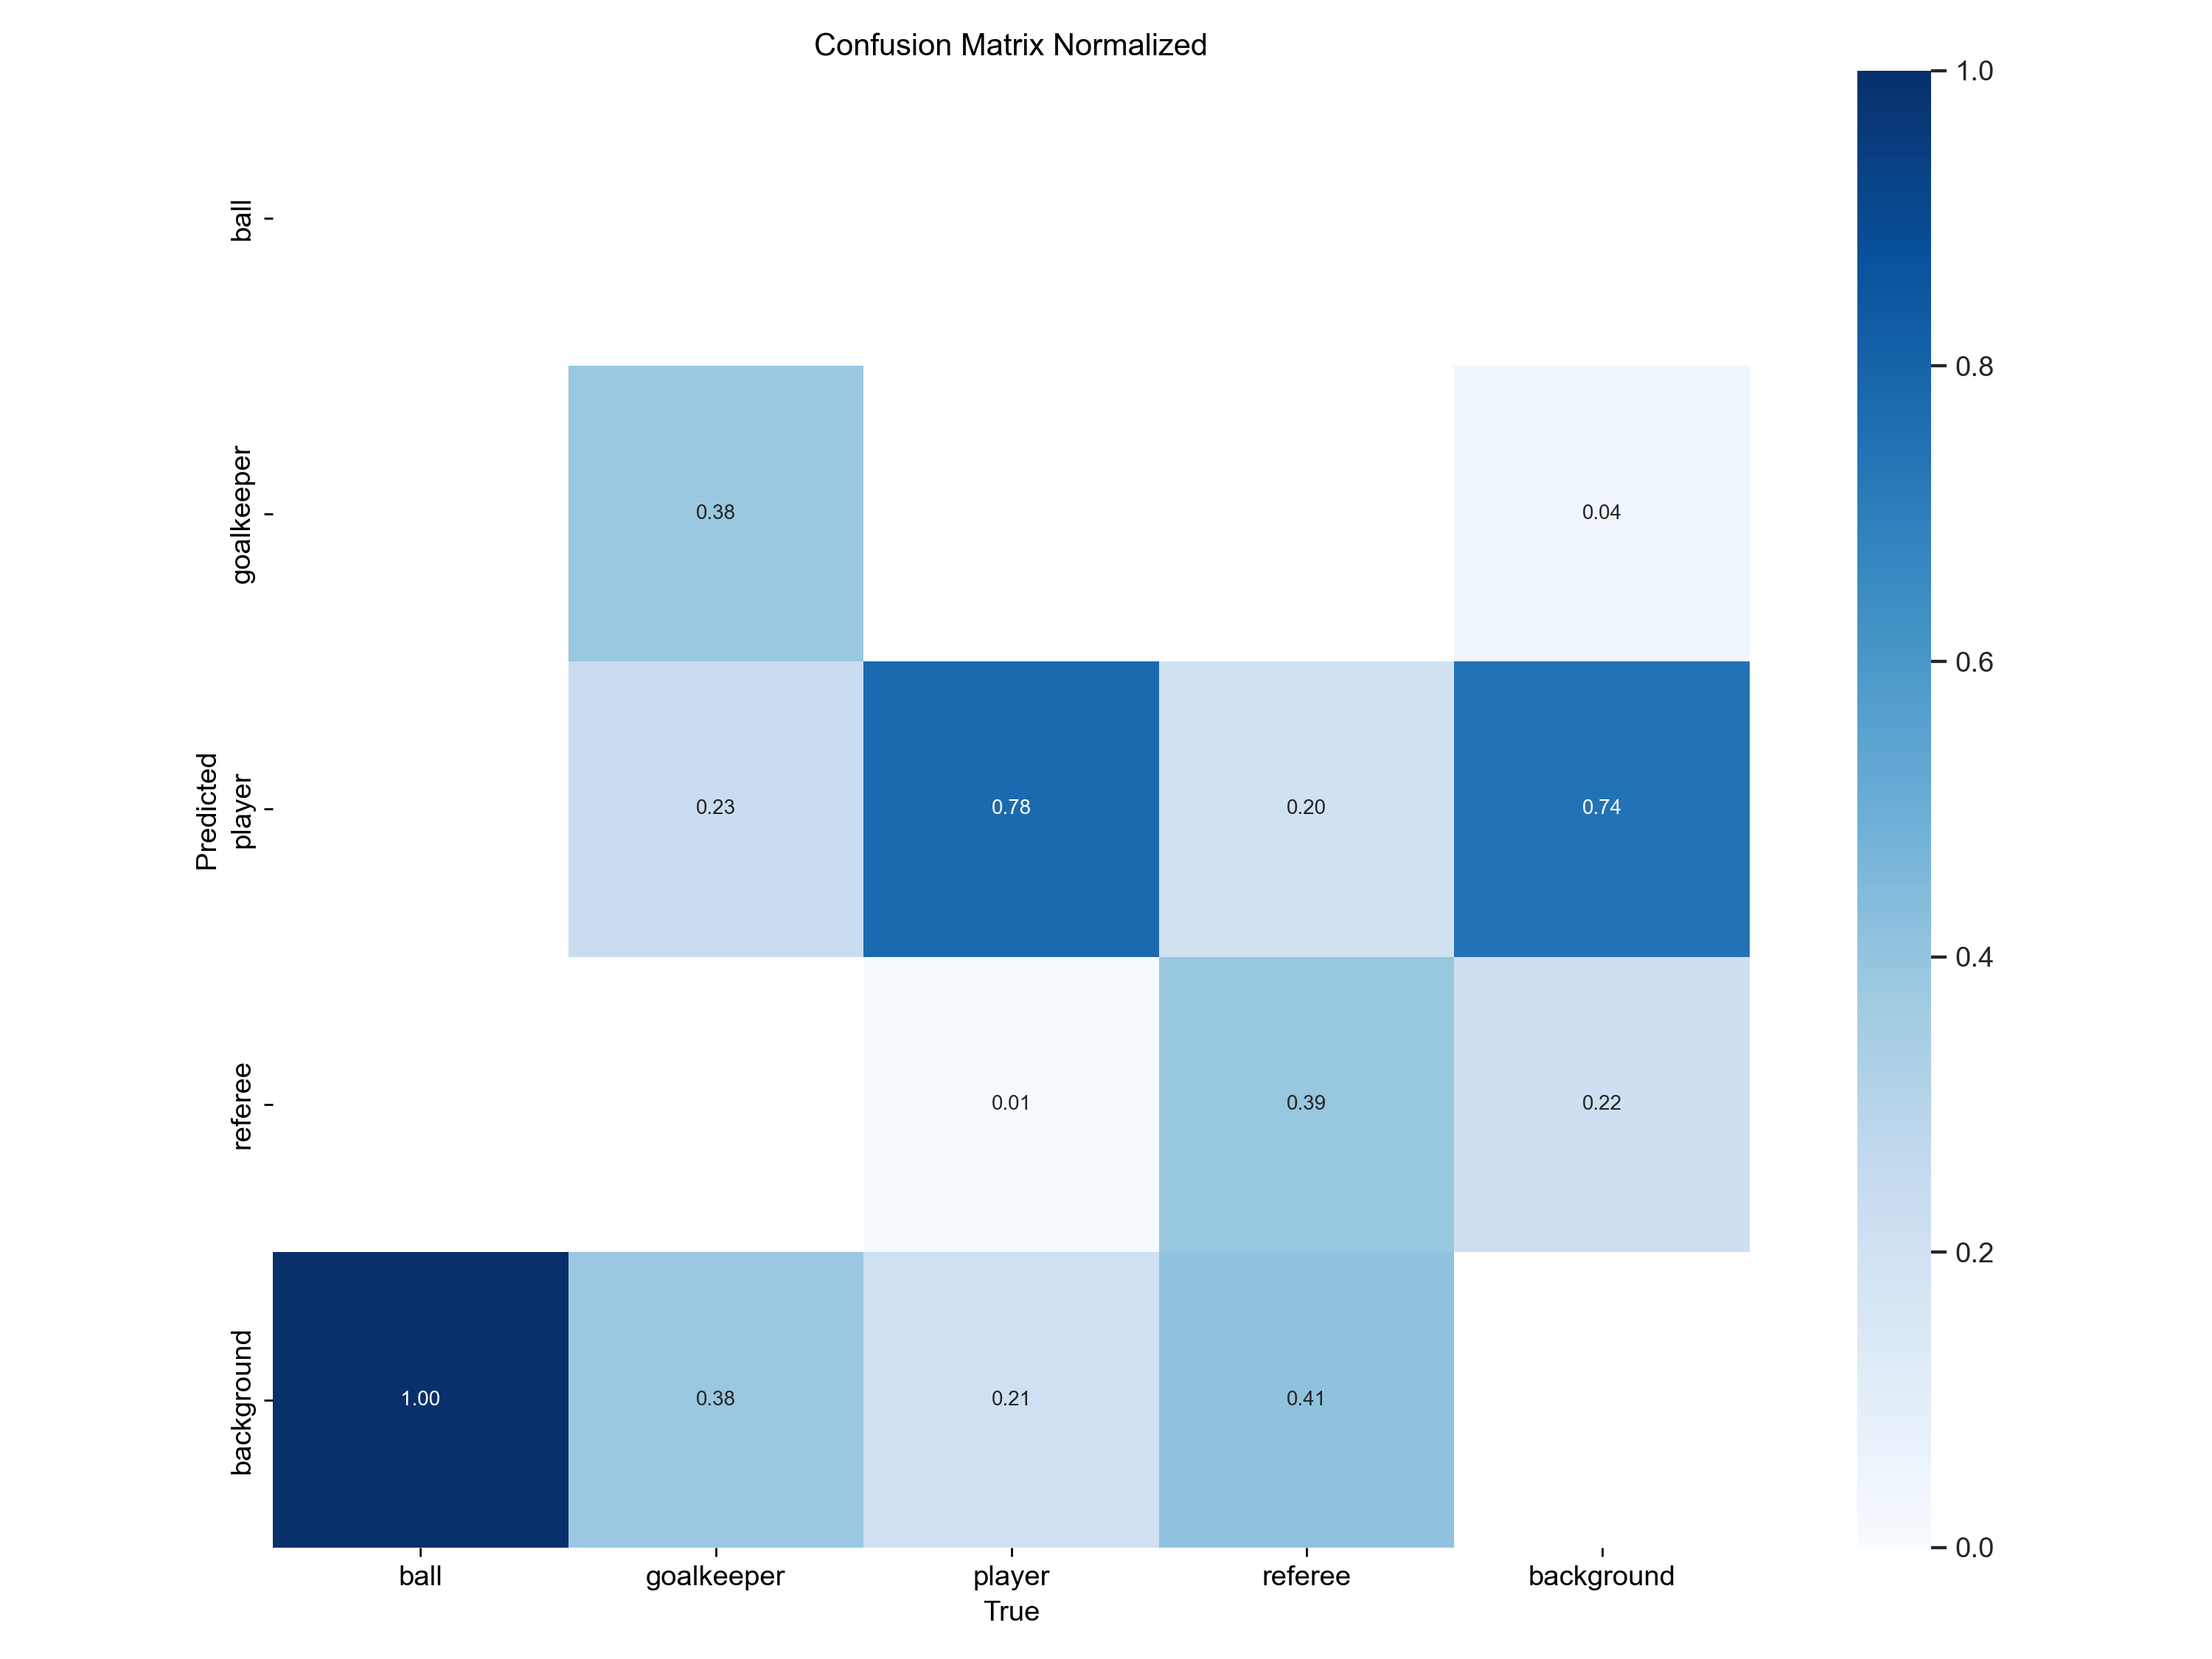 Confusion Matrix Normalized
1.0
ball
0.8
goalkeeper
0.38
0.04
0.6
Predicted
player
0.23
0.78
0.20
0.74
0.4
referee
0.01
0.39
0.22
0.2
background
1.00
0.38
0.21
0.41
0.0
ball
goalkeeper
player
referee
background
True